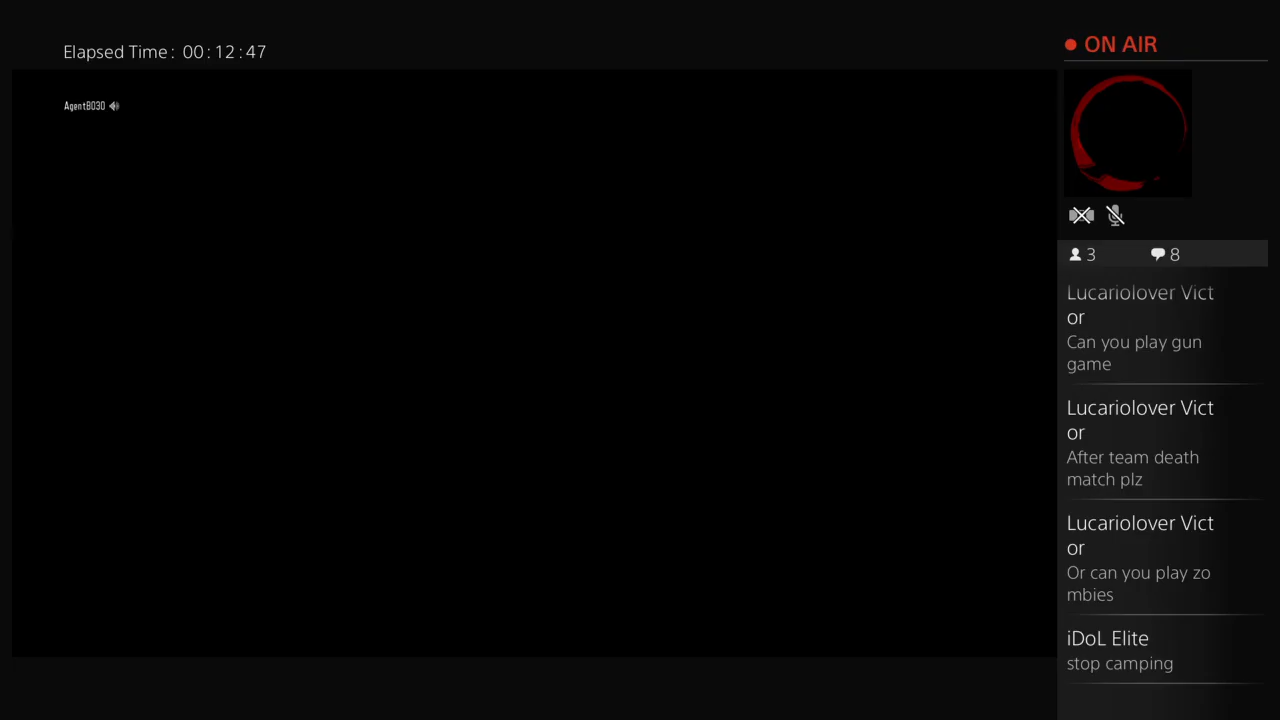 Elapsed Time: 00:12:47
ON AIR
AgentBD30
3 8
Lucariolover Vict
or
Can you play gun
game
Lucariolover Vict
or
After team death
match plz
Lucariolover Vict
or
Or can you play zo
mbies
iDoL Elite
stop camping